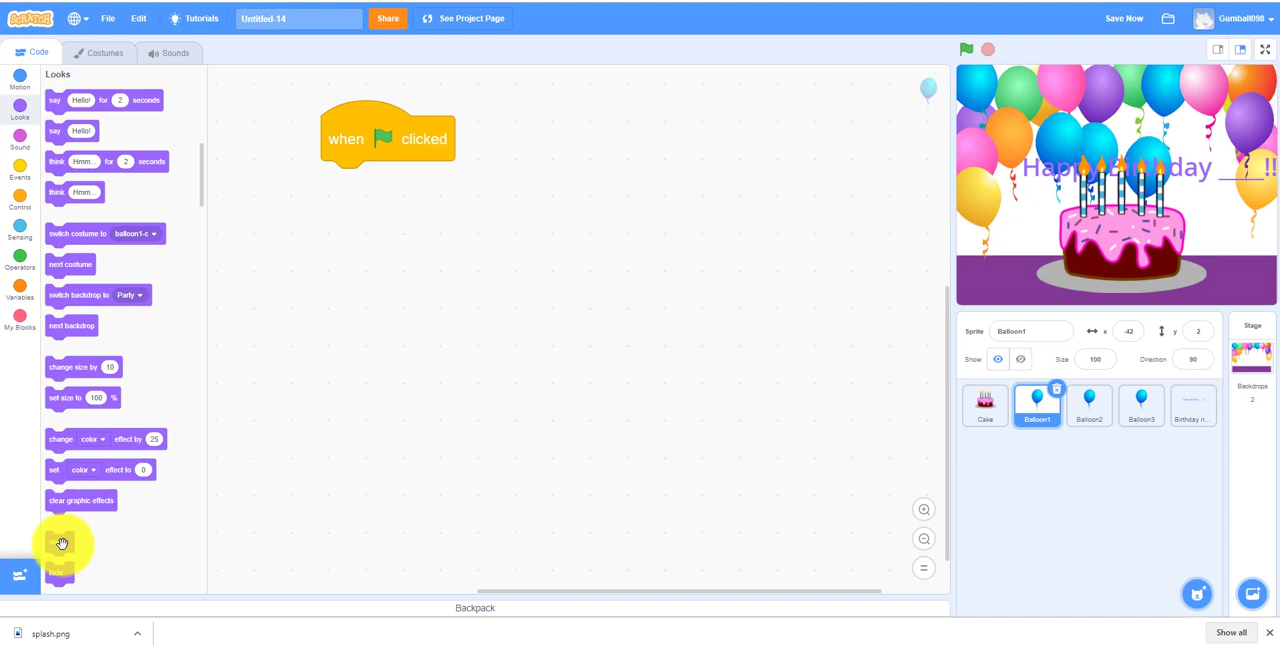 SCRATCH File Edit Tutorials Untitled-14 Share See Project Page Save Now Gumball098
Code Costumes Sounds
Motion
Looks
Sound
Events
Control
Sensing
Operators
Variables
My Blocks
Looks
say Hello! for 2 seconds
say Hello!
think Hmm... for 2 seconds
think Hmm...
switch costume to balloon1-c
next costume
switch backdrop to Party
next backdrop
change size by 10
set size to 100 %
change color effect by 25
set color effect to 0
clear graphic effects
hide
when clicked
Happy Birthday ____!!
Sprite Balloon1 x -42 y 2
Show Size 100 Direction 90
Cake Balloon1 Balloon2 Balloon3 Birthday n...
Stage
Backdrops
2
Backpack
splash.png Show all